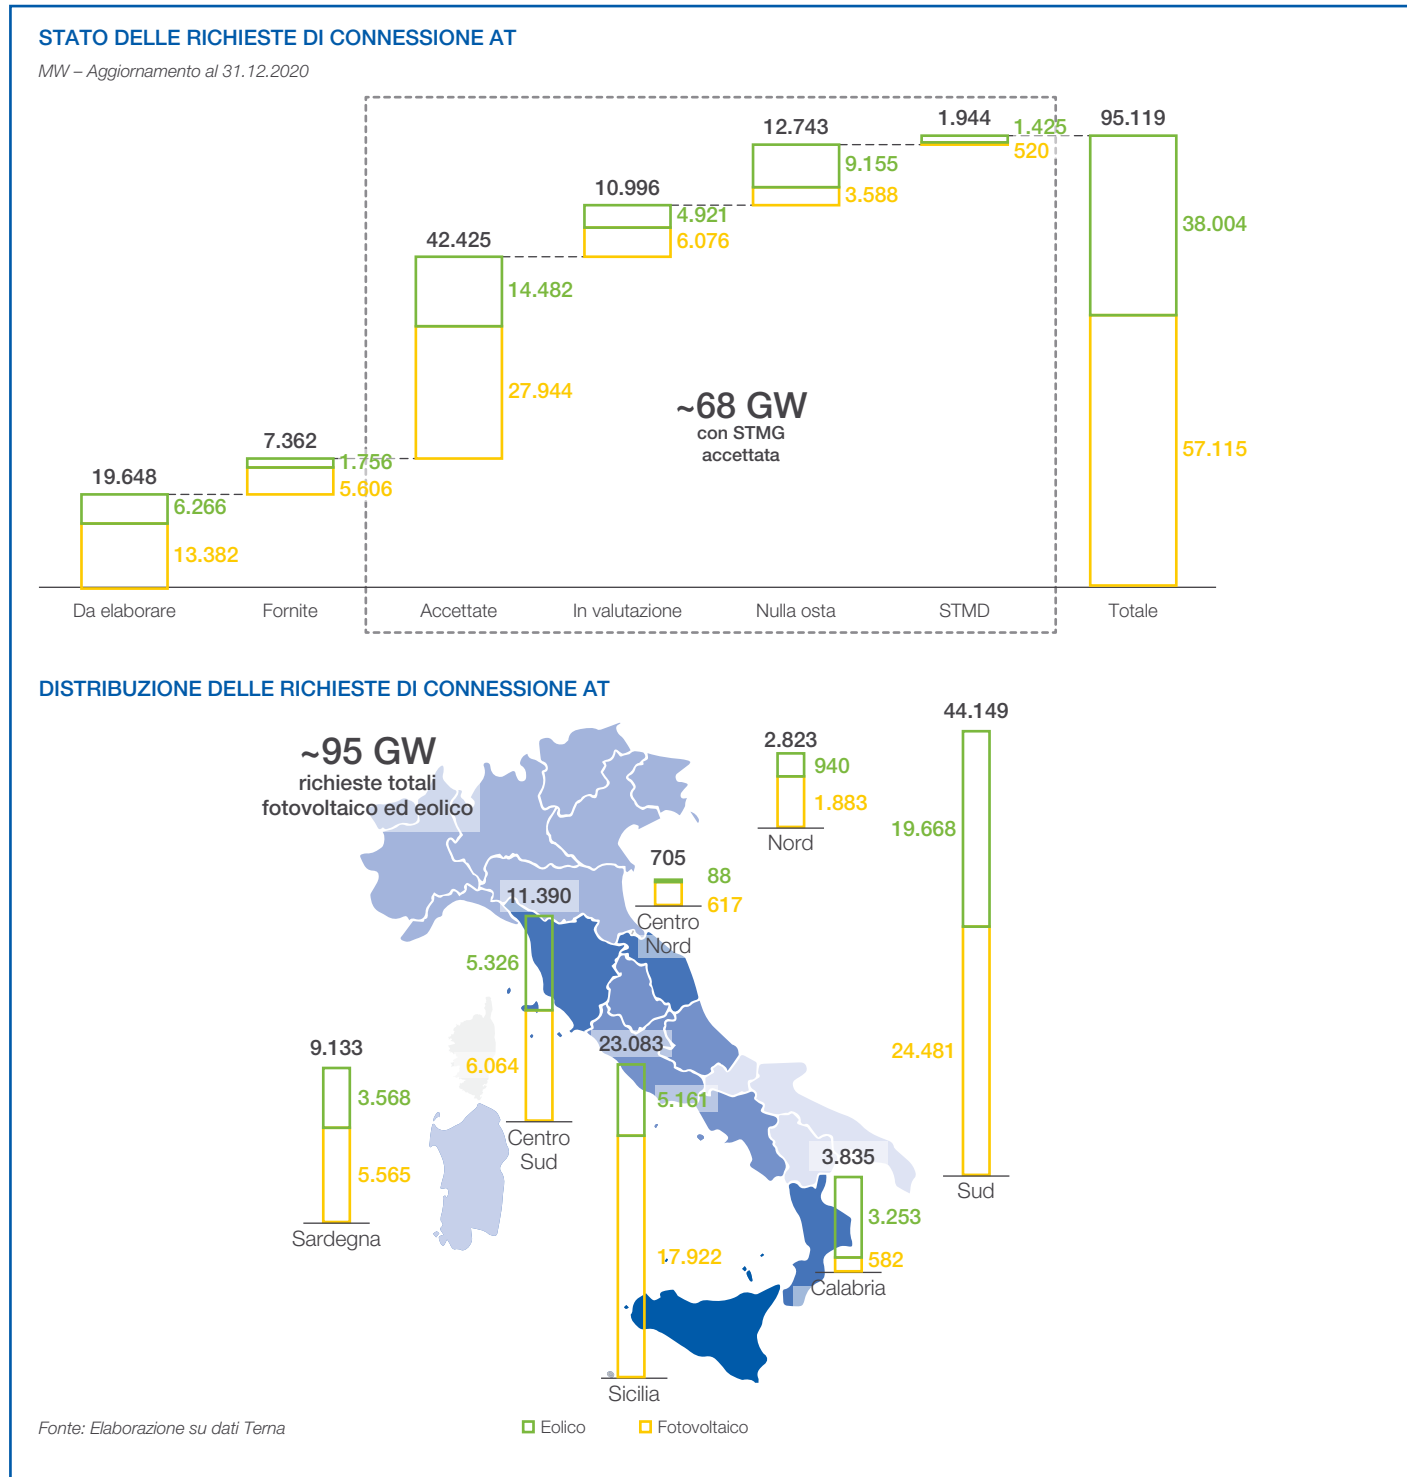 STATO DELLE RICHIESTE DI CONNESSIONE AT
MW – Aggiornamento al 31.12.2020
19.648
6.266
13.382
7.362
1.756
5.606
42.425
14.482
27.944
10.996
4.921
6.076
12.743
9.155
3.588
1.944
1.425
520
95.119
38.004
57.115
~68 GW
con STMG
accettata
Da elaborare
Fornite
Accettate
In valutazione
Nulla osta
STMD
Totale
DISTRIBUZIONE DELLE RICHIESTE DI CONNESSIONE AT
~95 GW
richieste totali
fotovoltaico ed eolico
2.823
940
1.883
Nord
44.149
19.668
24.481
Sud
705
88
617
Centro
Nord
11.390
5.326
6.064
Centro
Sud
9.133
3.568
5.565
Sardegna
23.083
5.161
17.922
Sicilia
3.835
3.253
582
Calabria
Fonte: Elaborazione su dati Terna
Eolico
Fotovoltaico